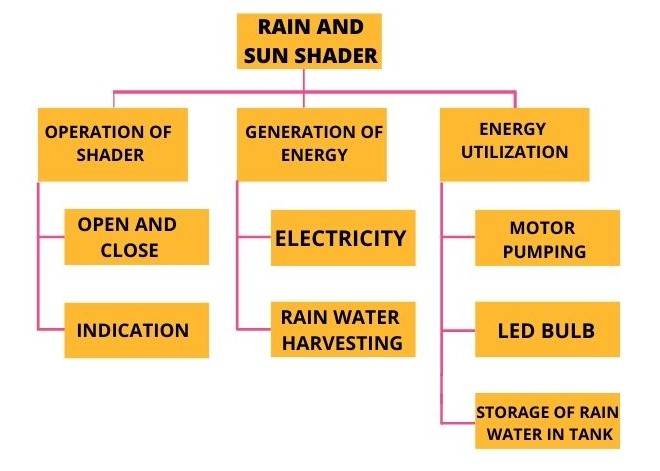 RAIN AND
SUN SHADER
OPERATION OF
SHADER
OPEN AND
CLOSE
INDICATION
GENERATION OF
ENERGY
ELECTRICITY
RAIN WATER
HARVESTING
ENERGY
UTILIZATION
MOTOR
PUMPING
LED BULB
STORAGE OF RAIN
WATER IN TANK